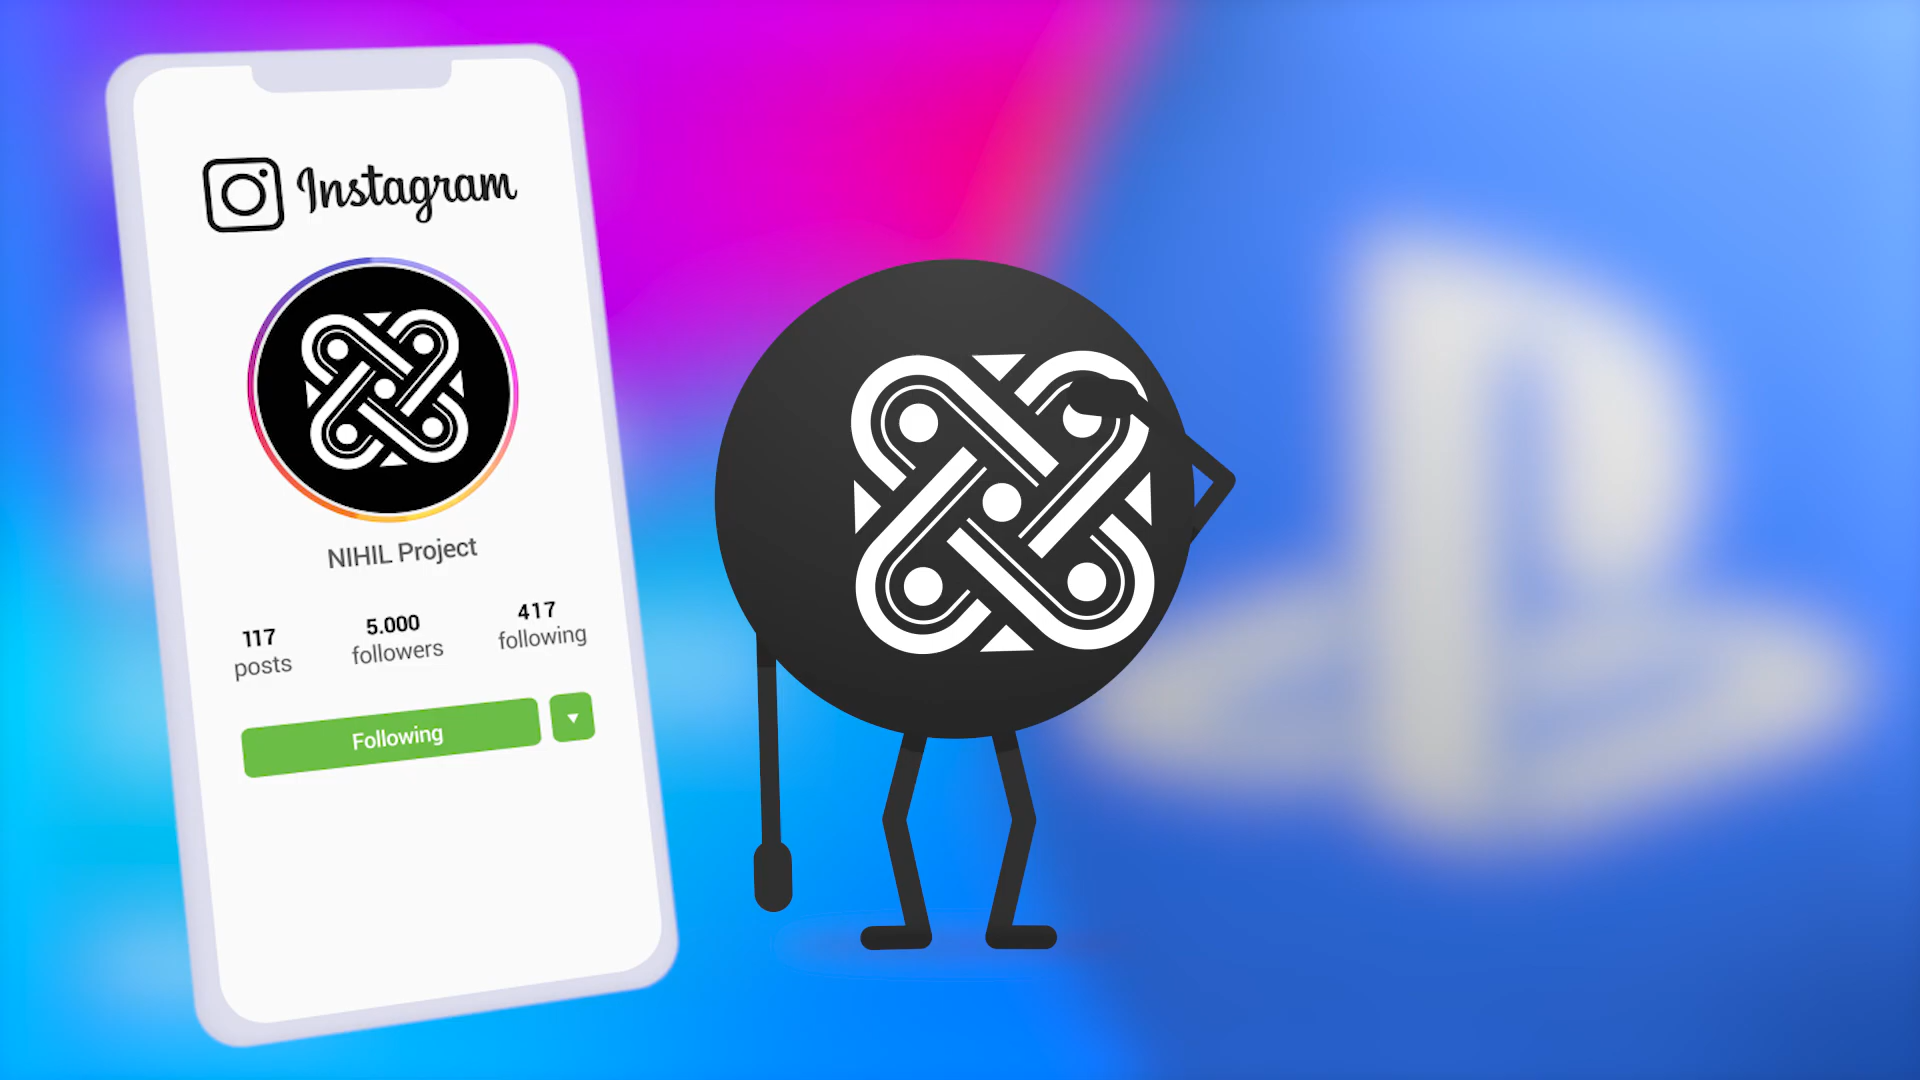 Instagram
NIHIL Project
117
posts
5.000
followers
417
following
Following